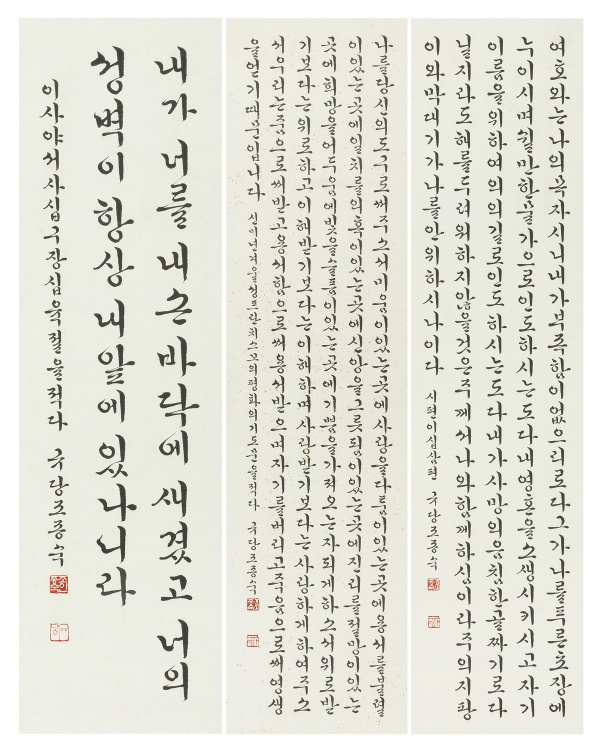 여호와는나의목자시니내가부족함이없으리로다그가나를푸른초장에
누이시며쉴만한물가으로인도하시는도다내영혼을소생시키시고자기
이름을위하여의의길로인도하시는도다내가사망의음침한골짜기로다
닐지라도해를두려워하지않을것은주께서나와함께하심이라주의지팡
이와막대기가나를안위하시나이다 시편이십삼편 국당조종숙
나를당신의도구로써주소서미움이있는곳에사랑을다툼이있는곳에용서를분열
이있는곳에일치를의혹이있는곳에신앙을그릇됨이있는곳에진리를절망이있는
곳에희망을어두움에빛을슬픔이있는곳에기쁨을가져오는자되게하소서위로받
기보다는위로하고이해받기보다는이해하며사랑받기보다는사랑하게하여주소
서우리는줌으로써받고용서함으로써용서받으며자기를버리고죽음으로써영생
을얻기때문입니다 성프란치스꼬의평화의기도문을적다 국당조종숙
내가 너를 내 손바닥에 새겼고 너의
성벽이 항상 내 앞에 있나니라
이사야서사십구장십육절을적다 국당조종숙